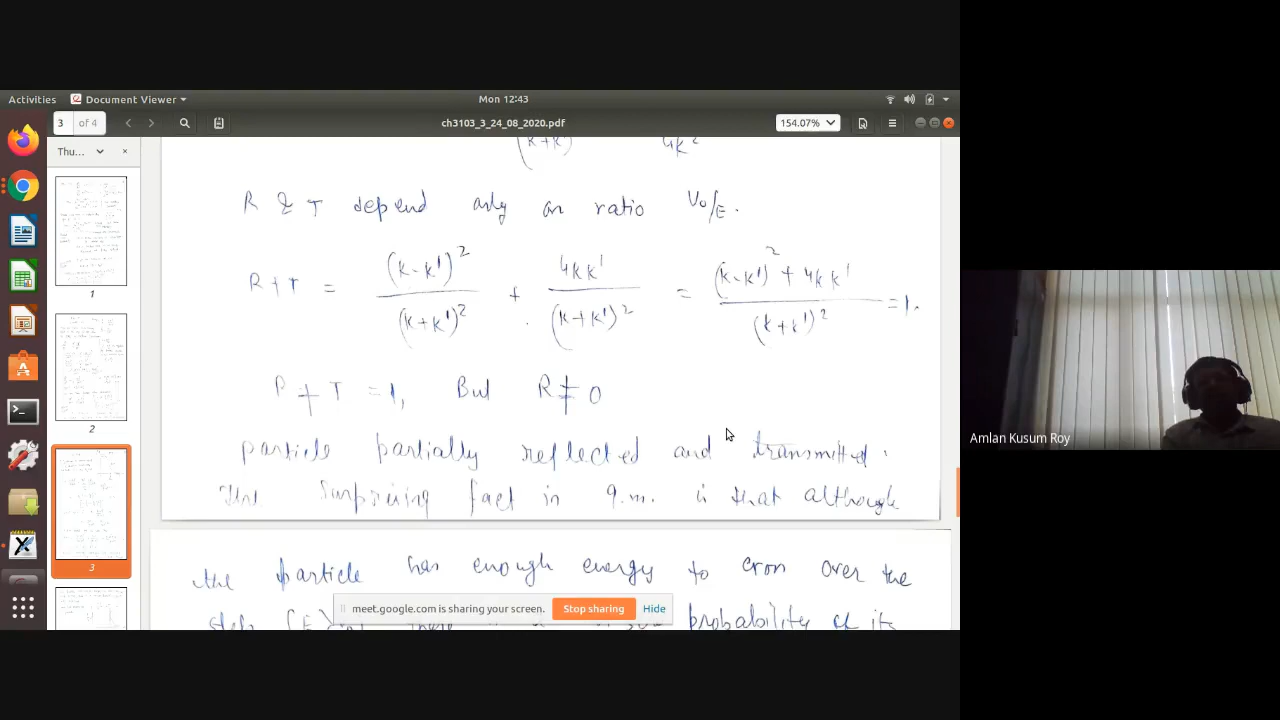 Activities Document Viewer Mon 12:43
3 of 4 ch3103_3_24_08_2020.pdf 154.07%
Thu...
(k+k') 4k²
R & T depend only on ratio V0/E.
R + T = (k-k')² / (k+k')² + 4kk' / (k+k')² = (k-k')² + 4kk' / (k+k')² = 1.
R + T = 1, But R ≠ 0
particle partially reflected and transmitted.
The surprising fact in q.m. is that although
the particle has enough energy to cross over the
step probability of its
1
2
3
meet.google.com is sharing your screen. Stop sharing Hide
Amlan Kusum Roy